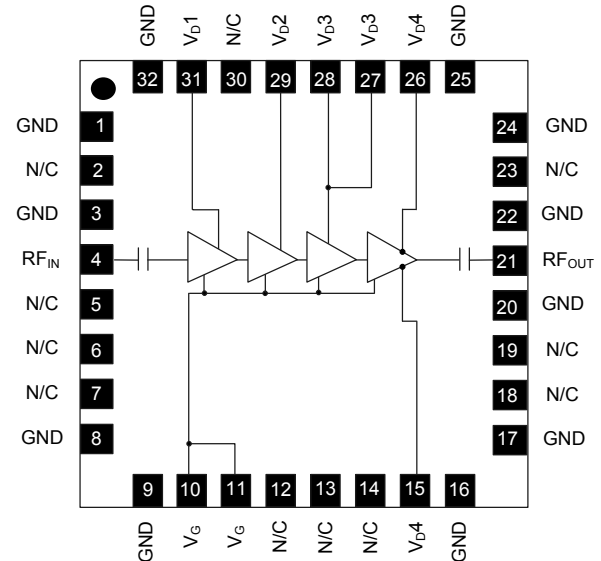 GND V_D1 N/C V_D2 V_D3 V_D3 V_D4 GND
32 31 30 29 28 27 26 25
GND 1 24 GND
N/C 2 23 N/C
GND 3 22 GND
RF_IN 4 21 RF_OUT
N/C 5 20 GND
N/C 6 19 N/C
N/C 7 18 N/C
GND 8 17 GND
9 10 11 12 13 14 15 16
GND V_G V_G N/C N/C N/C V_D4 GND